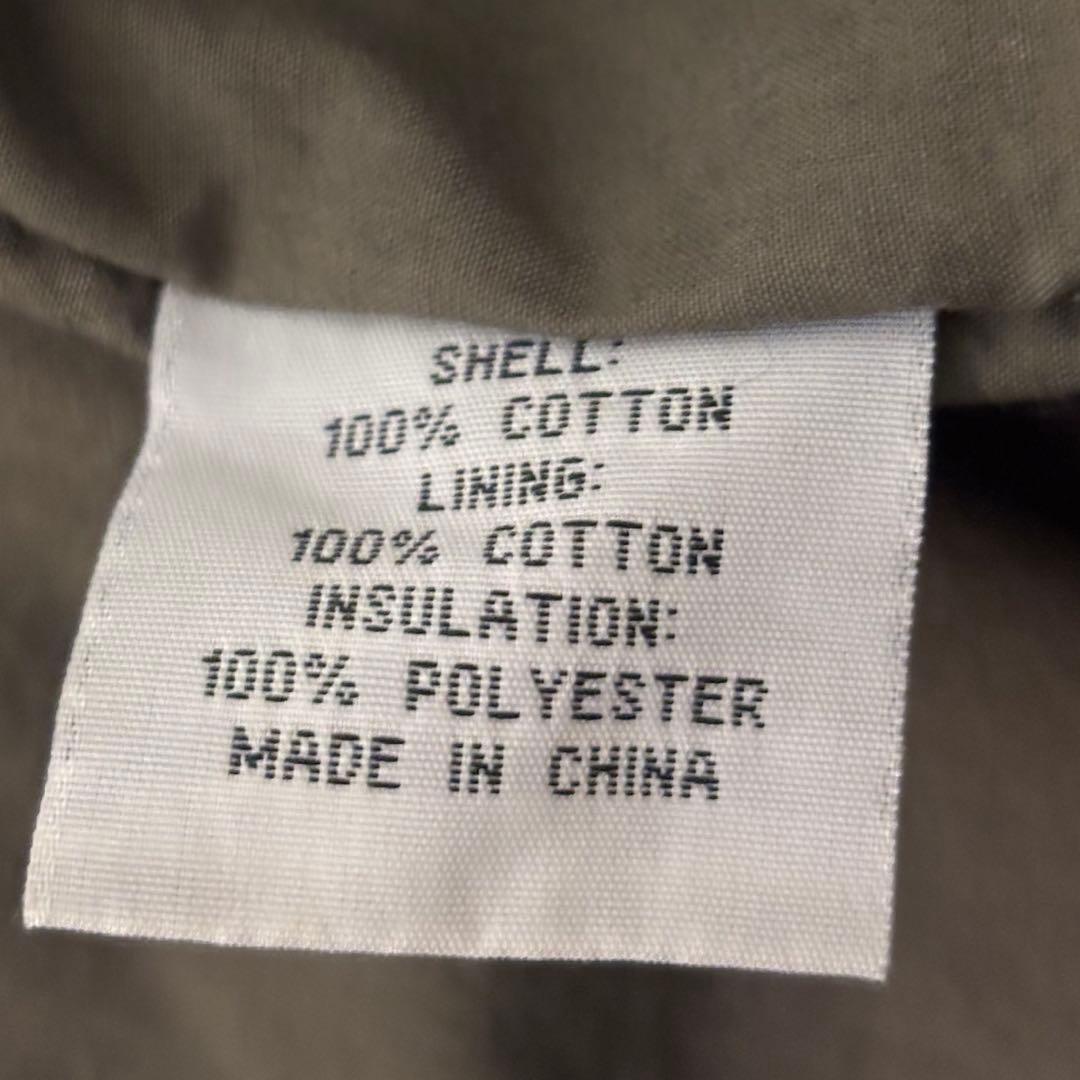 SHELL:
100% COTTON
LINING:
100% COTTON
INSULATION:
100% POLYESTER
MADE IN CHINA